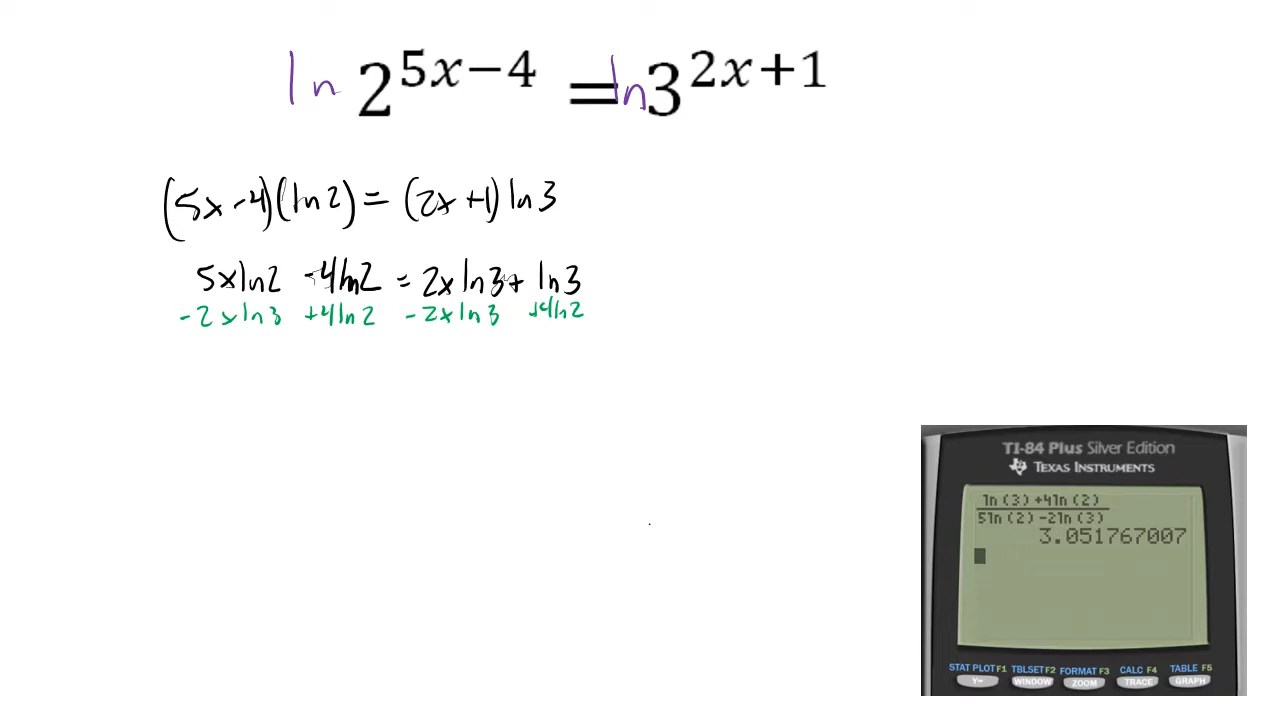 ln 2^{5x−4} = ln 3^{2x+1}
(5x -4)(ln 2) = (2x +1) ln 3
5x ln 2 -4 ln 2 = 2x ln 3 + ln 3
-2x ln 3 +4 ln 2 -2x ln 3 +4 ln 2
TI-84 Plus Silver Edition
TEXAS INSTRUMENTS
ln(3)+4ln(2)
5ln(2)-2ln(3)
3.051767007
STAT PLOT F1 TBLSET F2 FORMAT F3 CALC F4 TABLE F5
Y= WINDOW ZOOM TRACE GRAPH